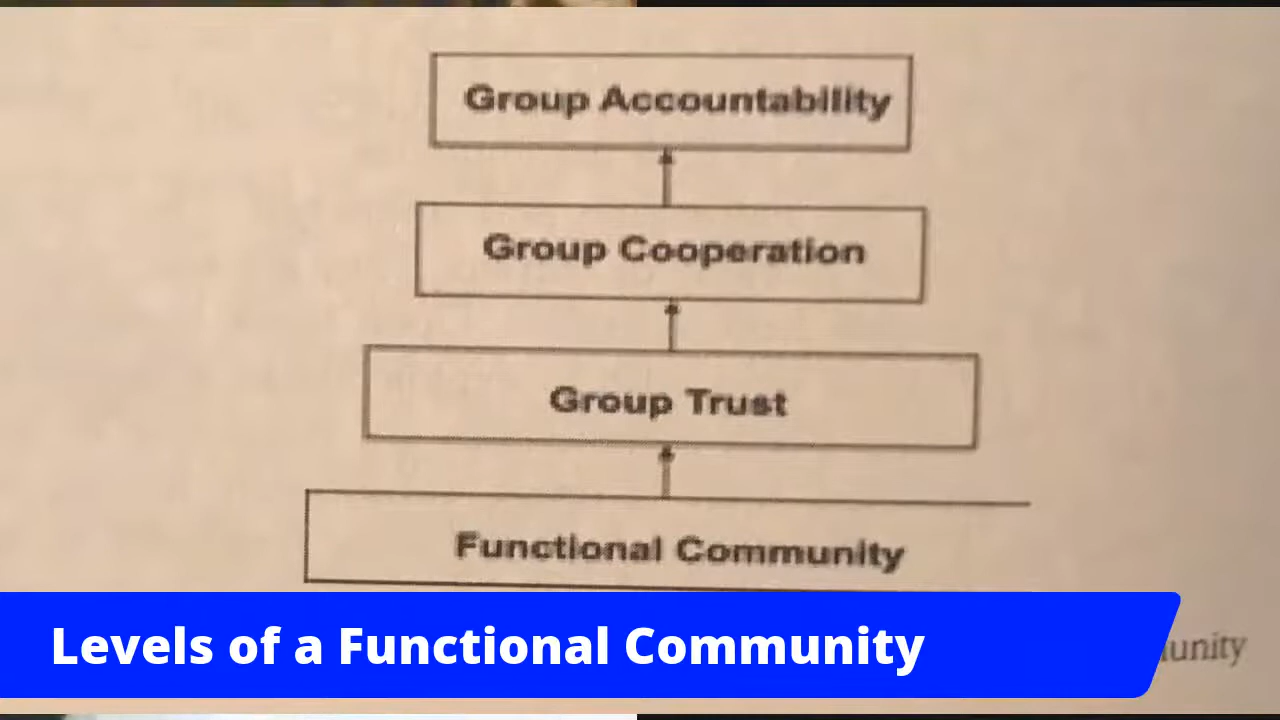 Group Accountability
Group Cooperation
Group Trust
Functional Community
Levels of a Functional Community